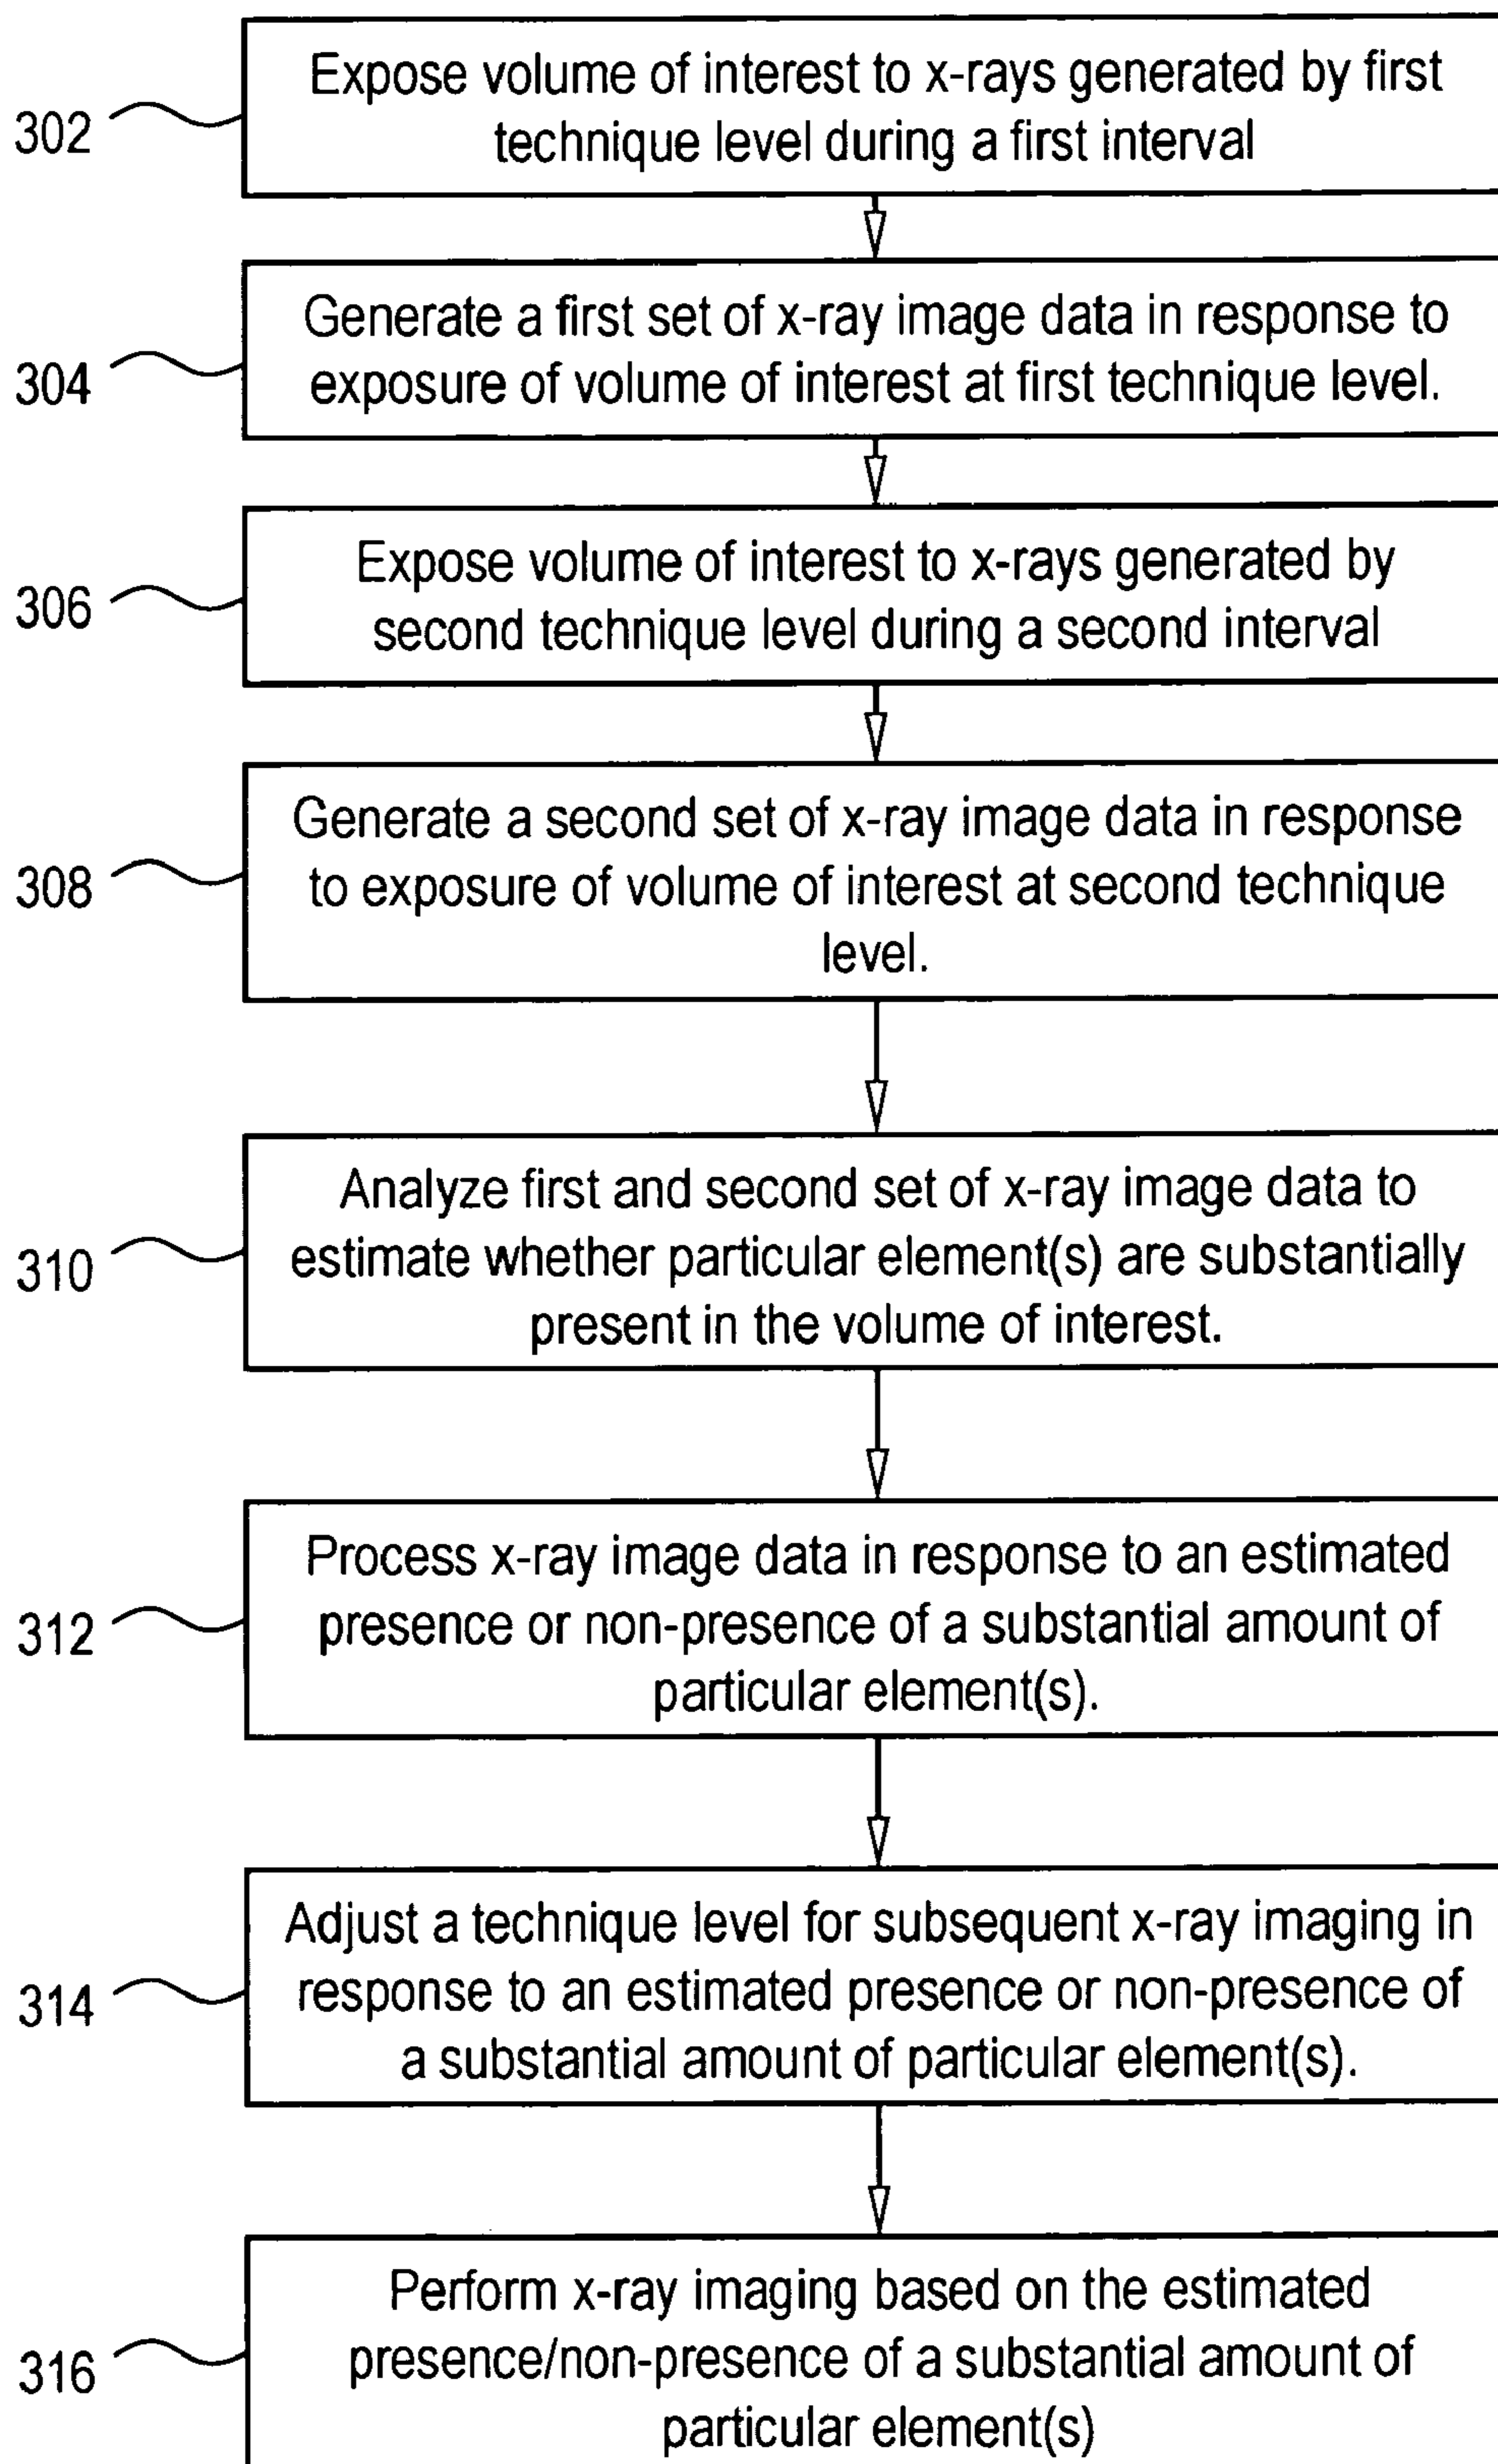 302
Expose volume of interest to x-rays generated by first
technique level during a first interval
304
Generate a first set of x-ray image data in response to
exposure of volume of interest at first technique level.
306
Expose volume of interest to x-rays generated by
second technique level during a second interval
308
Generate a second set of x-ray image data in response
to exposure of volume of interest at second technique
level.
310
Analyze first and second set of x-ray image data to
estimate whether particular element(s) are substantially
present in the volume of interest.
312
Process x-ray image data in response to an estimated
presence or non-presence of a substantial amount of
particular element(s).
314
Adjust a technique level for subsequent x-ray imaging in
response to an estimated presence or non-presence of
a substantial amount of particular element(s).
316
Perform x-ray imaging based on the estimated
presence/non-presence of a substantial amount of
particular element(s)